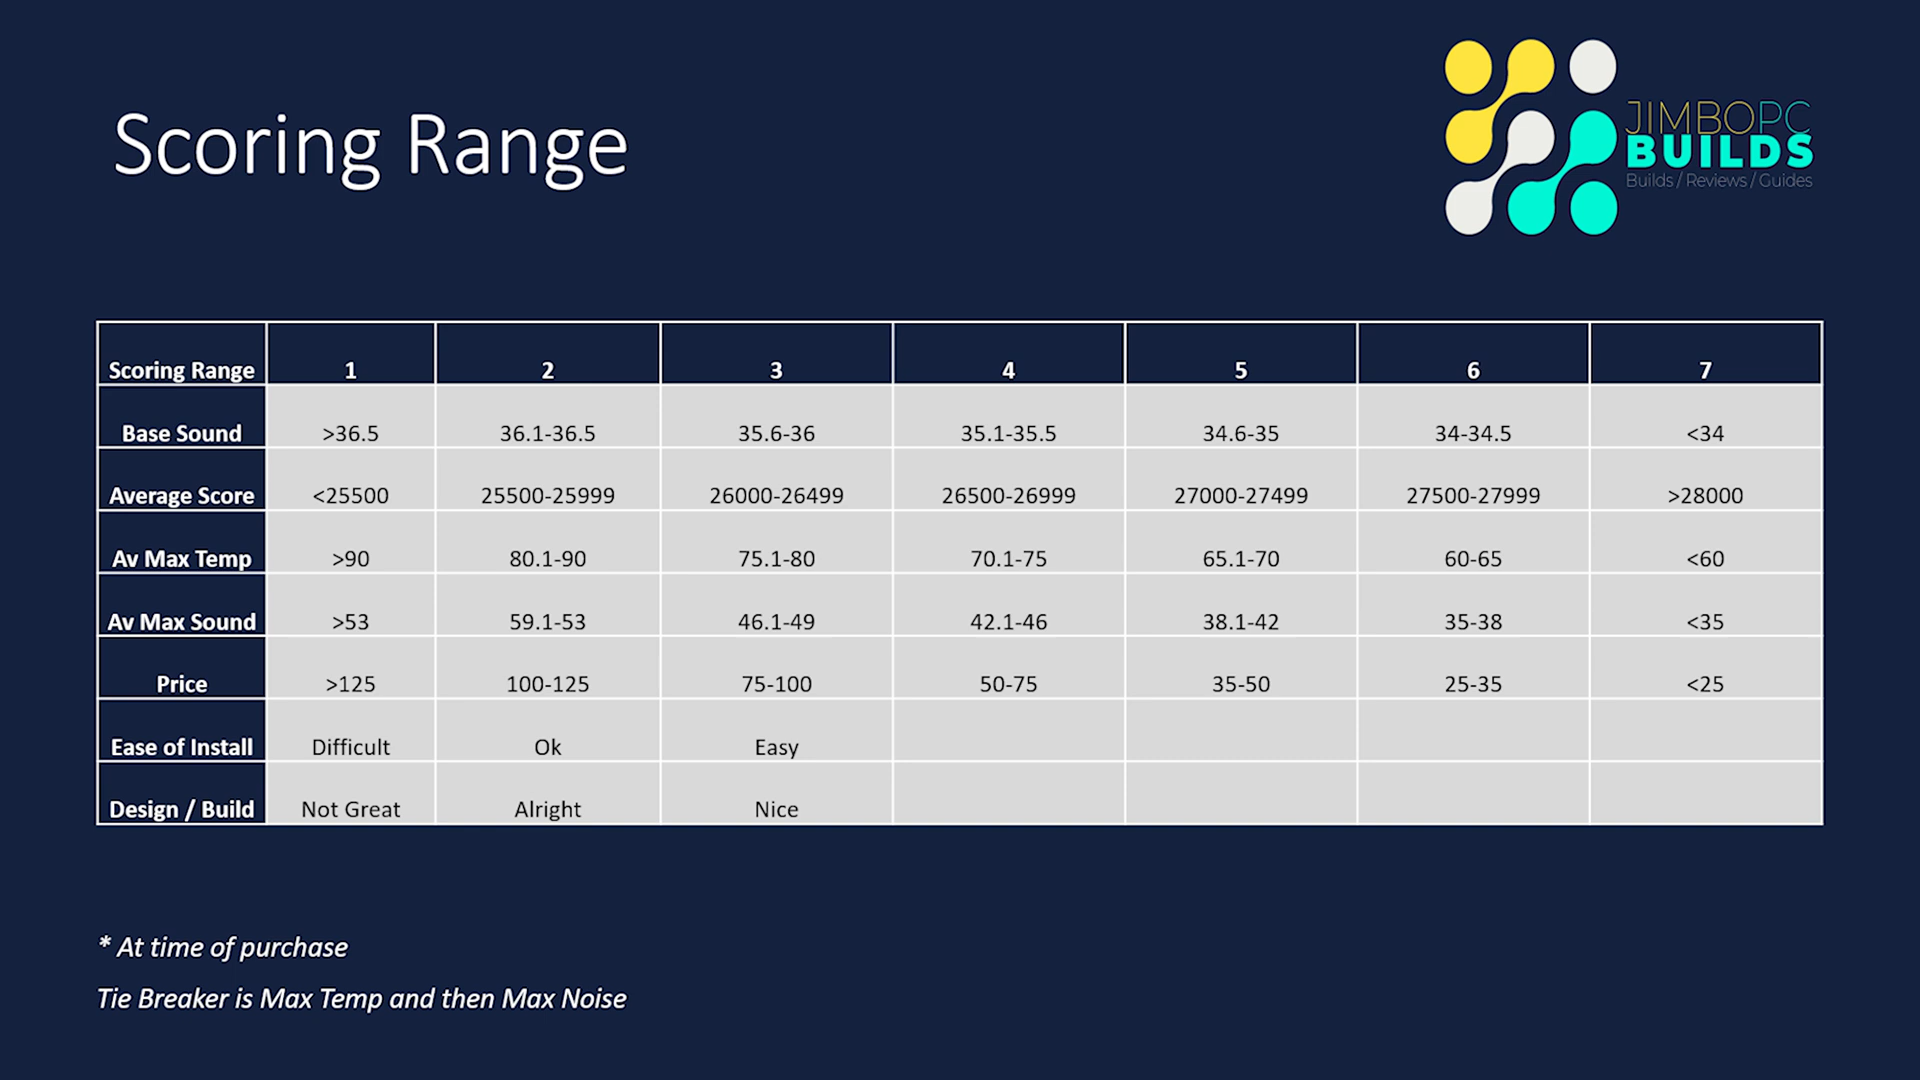 Scoring Range
JIMBOPC
BUILDS
Builds / Reviews / Guides
Scoring Range 1 2 3 4 5 6 7
Base Sound >36.5 36.1-36.5 35.6-36 35.1-35.5 34.6-35 34-34.5 <34
Average Score <25500 25500-25999 26000-26499 26500-26999 27000-27499 27500-27999 >28000
Av Max Temp >90 80.1-90 75.1-80 70.1-75 65.1-70 60-65 <60
Av Max Sound >53 59.1-53 46.1-49 42.1-46 38.1-42 35-38 <35
Price >125 100-125 75-100 50-75 35-50 25-35 <25
Ease of Install Difficult Ok Easy
Design / Build Not Great Alright Nice
* At time of purchase
Tie Breaker is Max Temp and then Max Noise